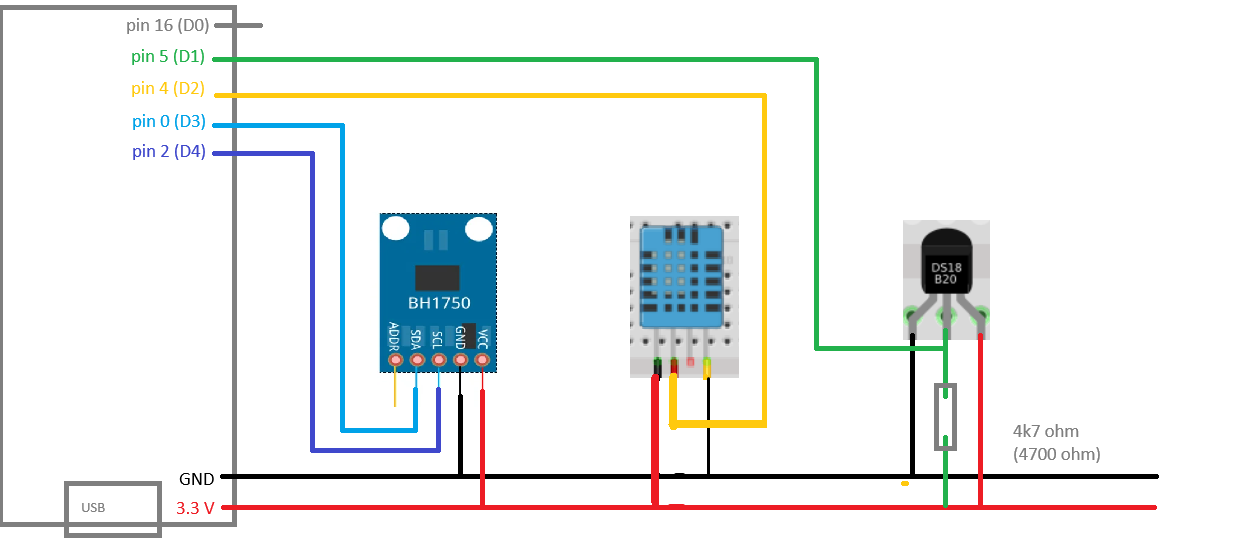 pin 16 (D0)
pin 5 (D1)
pin 4 (D2)
pin 0 (D3)
pin 2 (D4)
BH1750
ADDR
SDA
SCL
GND
VCC
DS18
B20
4k7 ohm
(4700 ohm)
GND
3.3 V
USB